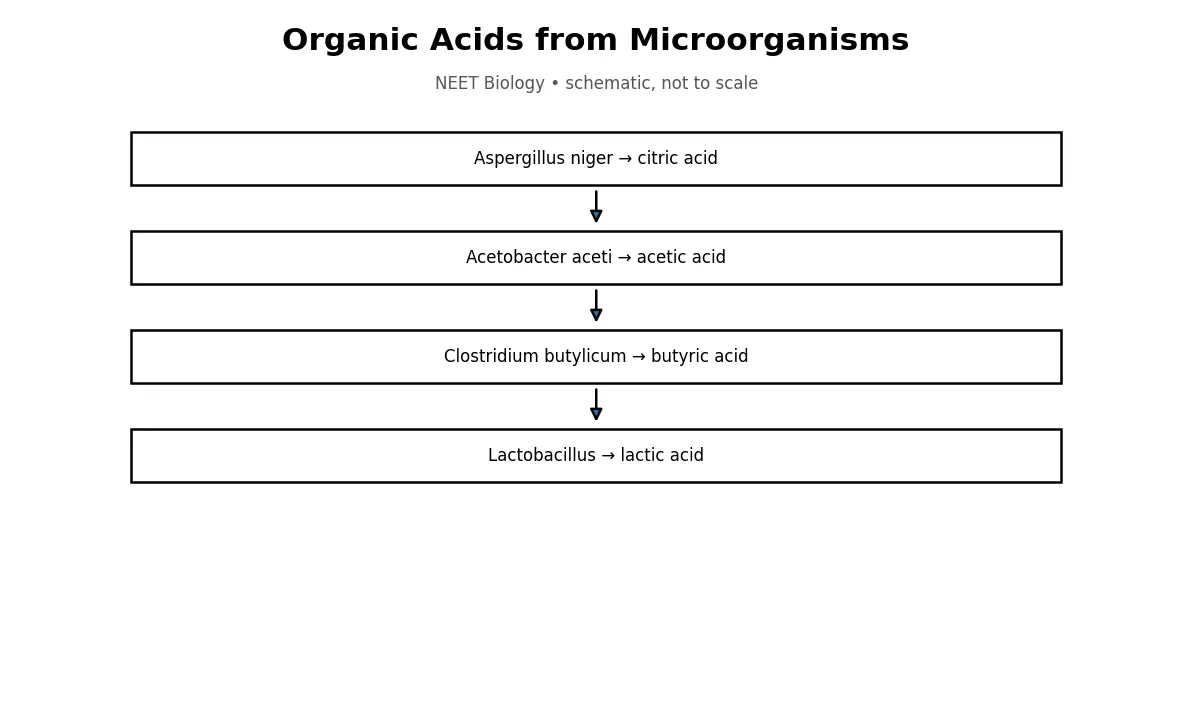 Organic Acids from Microorganisms
NEET Biology • schematic, not to scale
Aspergillus niger → citric acid
Acetobacter aceti → acetic acid
Clostridium butylicum → butyric acid
Lactobacillus → lactic acid